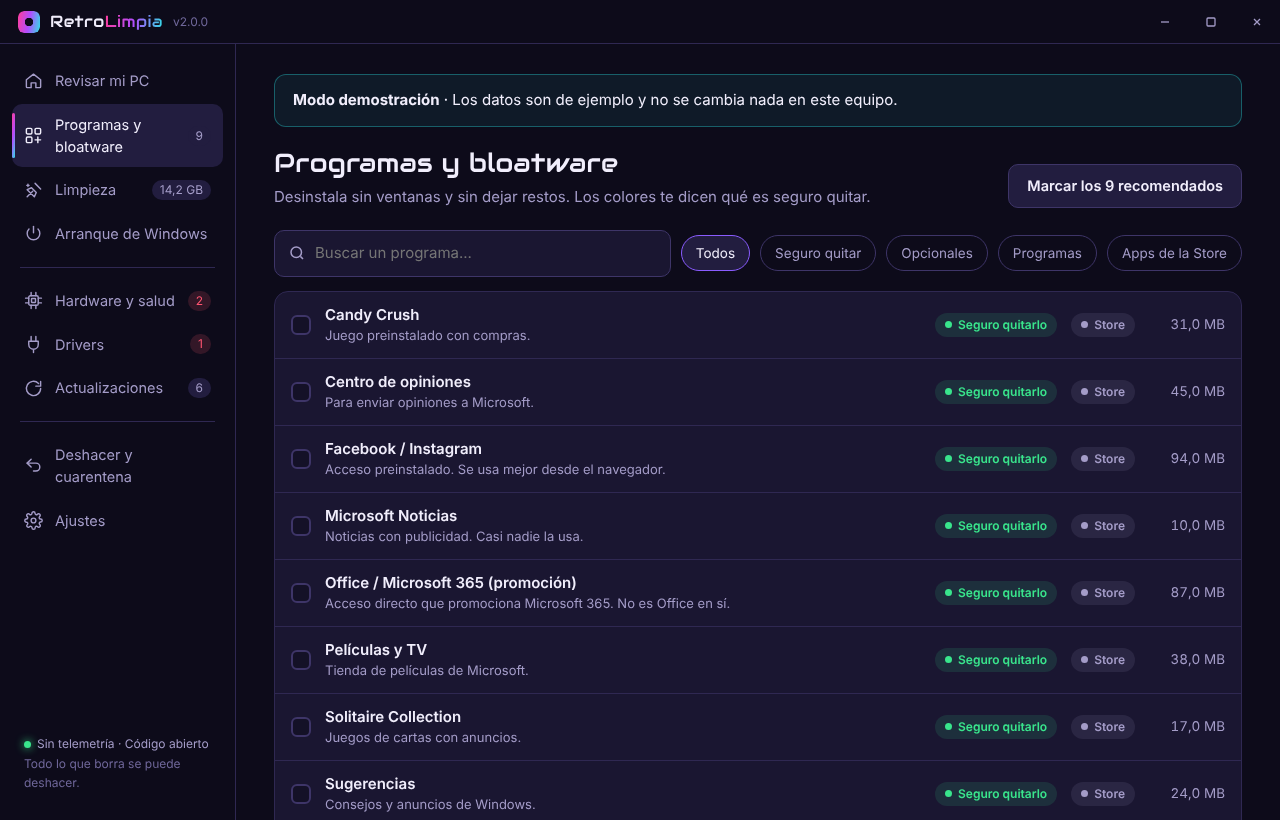 RetroLimpia v2.0.0
Revisar mi PC
Programas y
bloatware
9
Limpieza
14,2 GB
Arranque de Windows
Hardware y salud
2
Drivers
1
Actualizaciones
6
Deshacer y
cuarentena
Ajustes
Sin telemetría · Código abierto
Todo lo que borra se puede
deshacer.
Modo demostración · Los datos son de ejemplo y no se cambia nada en este equipo.
Programas y bloatware
Desinstala sin ventanas y sin dejar restos. Los colores te dicen qué es seguro quitar.
Marcar los 9 recomendados
Buscar un programa...
Todos
Seguro quitar
Opcionales
Programas
Apps de la Store
Candy Crush
Juego preinstalado con compras.
Seguro quitarlo
Store
31,0 MB
Centro de opiniones
Para enviar opiniones a Microsoft.
Seguro quitarlo
Store
45,0 MB
Facebook / Instagram
Acceso preinstalado. Se usa mejor desde el navegador.
Seguro quitarlo
Store
94,0 MB
Microsoft Noticias
Noticias con publicidad. Casi nadie la usa.
Seguro quitarlo
Store
10,0 MB
Office / Microsoft 365 (promoción)
Acceso directo que promociona Microsoft 365. No es Office en sí.
Seguro quitarlo
Store
87,0 MB
Películas y TV
Tienda de películas de Microsoft.
Seguro quitarlo
Store
38,0 MB
Solitaire Collection
Juegos de cartas con anuncios.
Seguro quitarlo
Store
17,0 MB
Sugerencias
Consejos y anuncios de Windows.
Seguro quitarlo
Store
24,0 MB